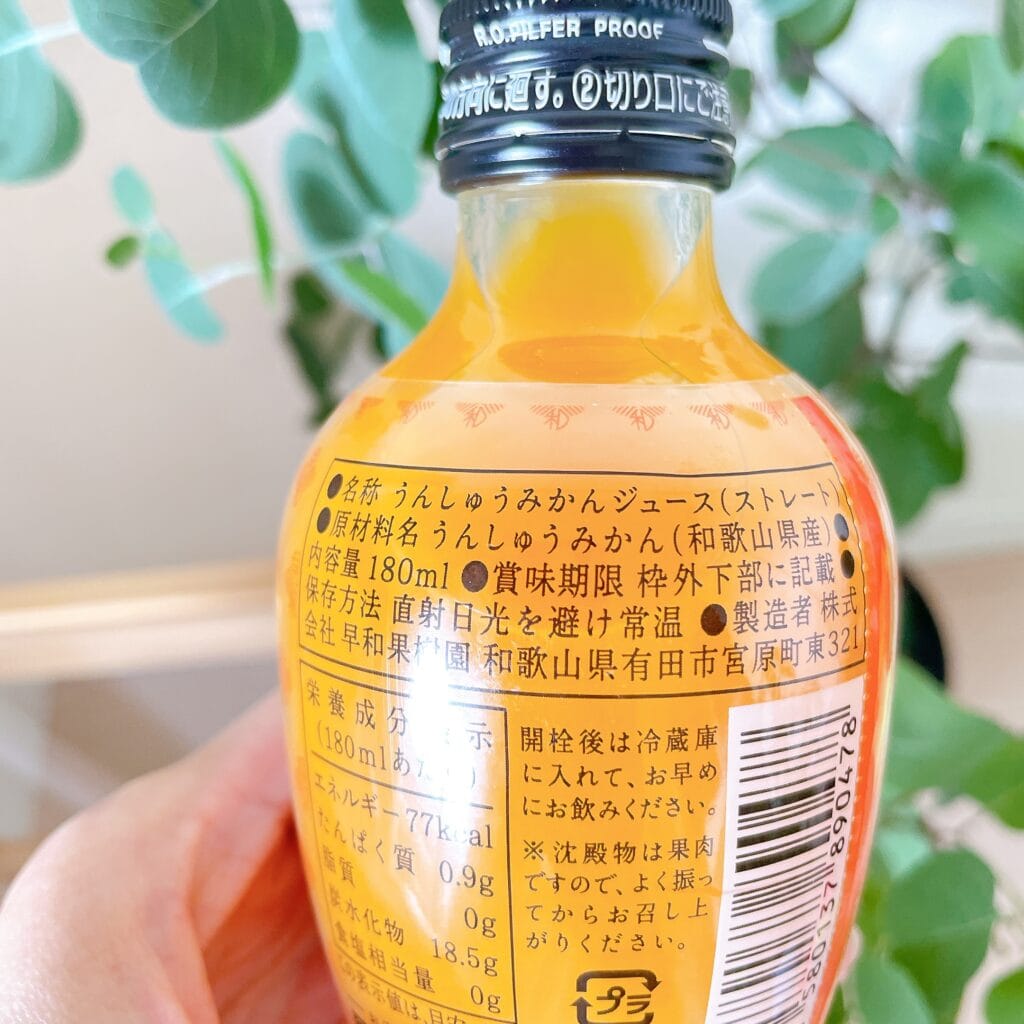 R.O.PILFER PROOF
方向に廻す。②切り口にご注意
●名称 うんしゅうみかんジュース(ストレート)
●原材料名 うんしゅうみかん(和歌山県産)●
内容量 180ml ●賞味期限 枠外下部に記載●
保存方法 直射日光を避け常温 ●製造者 株式
会社 早和果樹園 和歌山県有田市宮原町東321
栄養成分表示
(180mlあたり)
エネルギー 77kcal
たんぱく質 0.9g
脂質 0g
炭水化物 18.5g
食塩相当量 0g
この表示値は、目安
開栓後は冷蔵庫
に入れて、お早め
にお飲みください。
※沈殿物は果肉
ですので、よく振っ
てからお召し上
がりください。
プラ
580137 890478